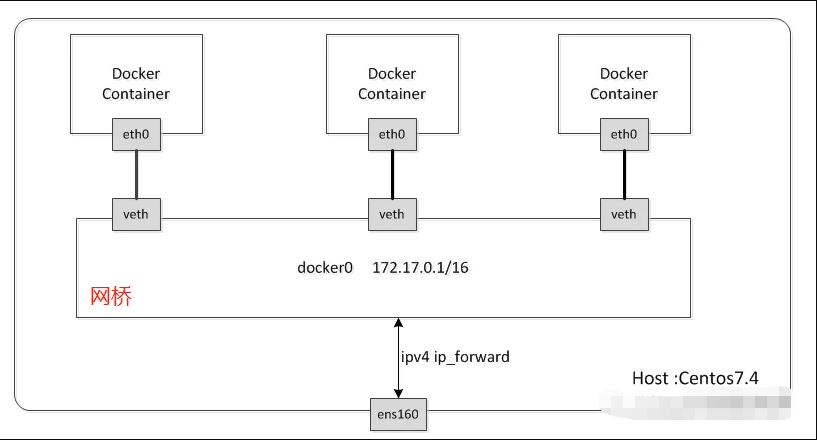 Docker
Container
Docker
Container
Docker
Container
eth0
eth0
eth0
veth
veth
veth
docker0 172.17.0.1/16
网桥
ipv4 ip_forward
Host :Centos7.4
ens160